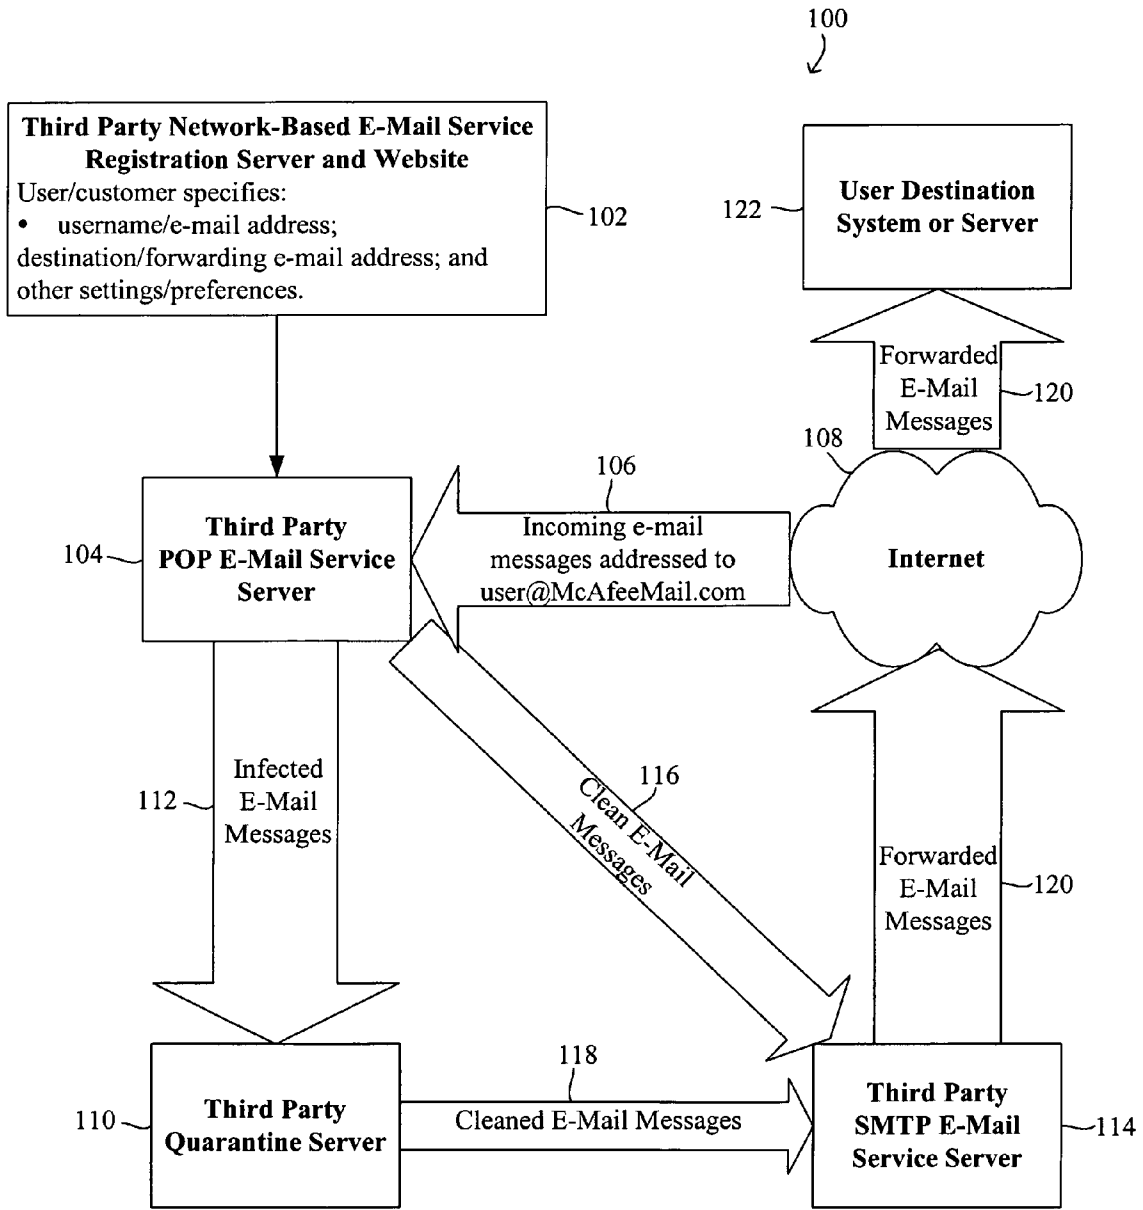 100
Third Party Network-Based E-Mail Service
Registration Server and Website
User/customer specifies:
• username/e-mail address;
destination/forwarding e-mail address; and
other settings/preferences.
102
122
User Destination
System or Server
Forwarded
E-Mail
Messages
120
108
106
Incoming e-mail
messages addressed to
user@McAfeeMail.com
Internet
104
Third Party
POP E-Mail Service
Server
112
Infected
E-Mail
Messages
116
Clean E-Mail
Messages
Forwarded
E-Mail
Messages
120
110
Third Party
Quarantine Server
118
Cleaned E-Mail Messages
Third Party
SMTP E-Mail
Service Server
114